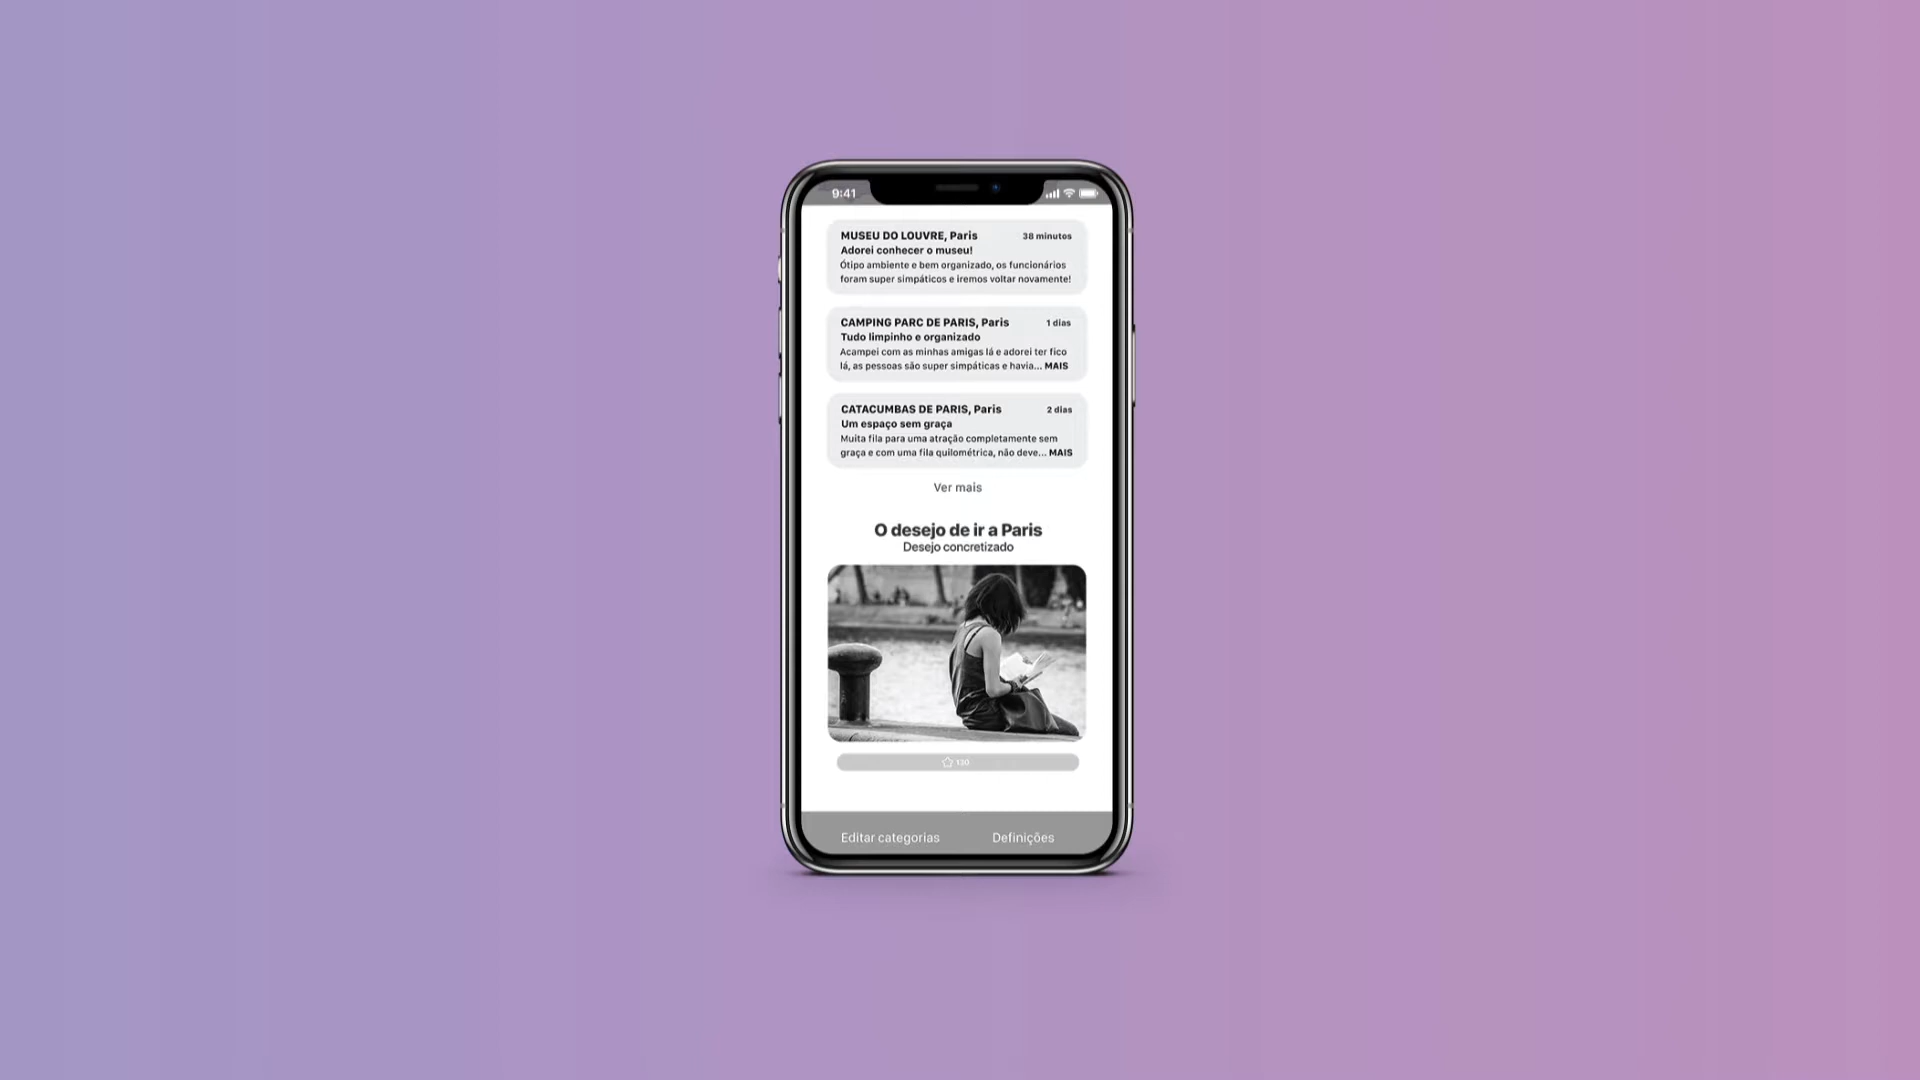 9:41
MUSEU DO LOUVRE, Paris 38 minutos
Adorei conhecer o museu!
Ótipo ambiente e bem organizado, os funcionários
foram super simpáticos e iremos voltar novamente!
CAMPING PARC DE PARIS, Paris 1 dias
Tudo limpinho e organizado
Acampei com as minhas amigas lá e adorei ter fico
lá, as pessoas são super simpáticas e havia... MAIS
CATACUMBAS DE PARIS, Paris 2 dias
Um espaço sem graça
Muita fila para uma atração completamente sem
graça e com uma fila quilométrica, não deve... MAIS
Ver mais
O desejo de ir a Paris
Desejo concretizado
130
Editar categorias Definições